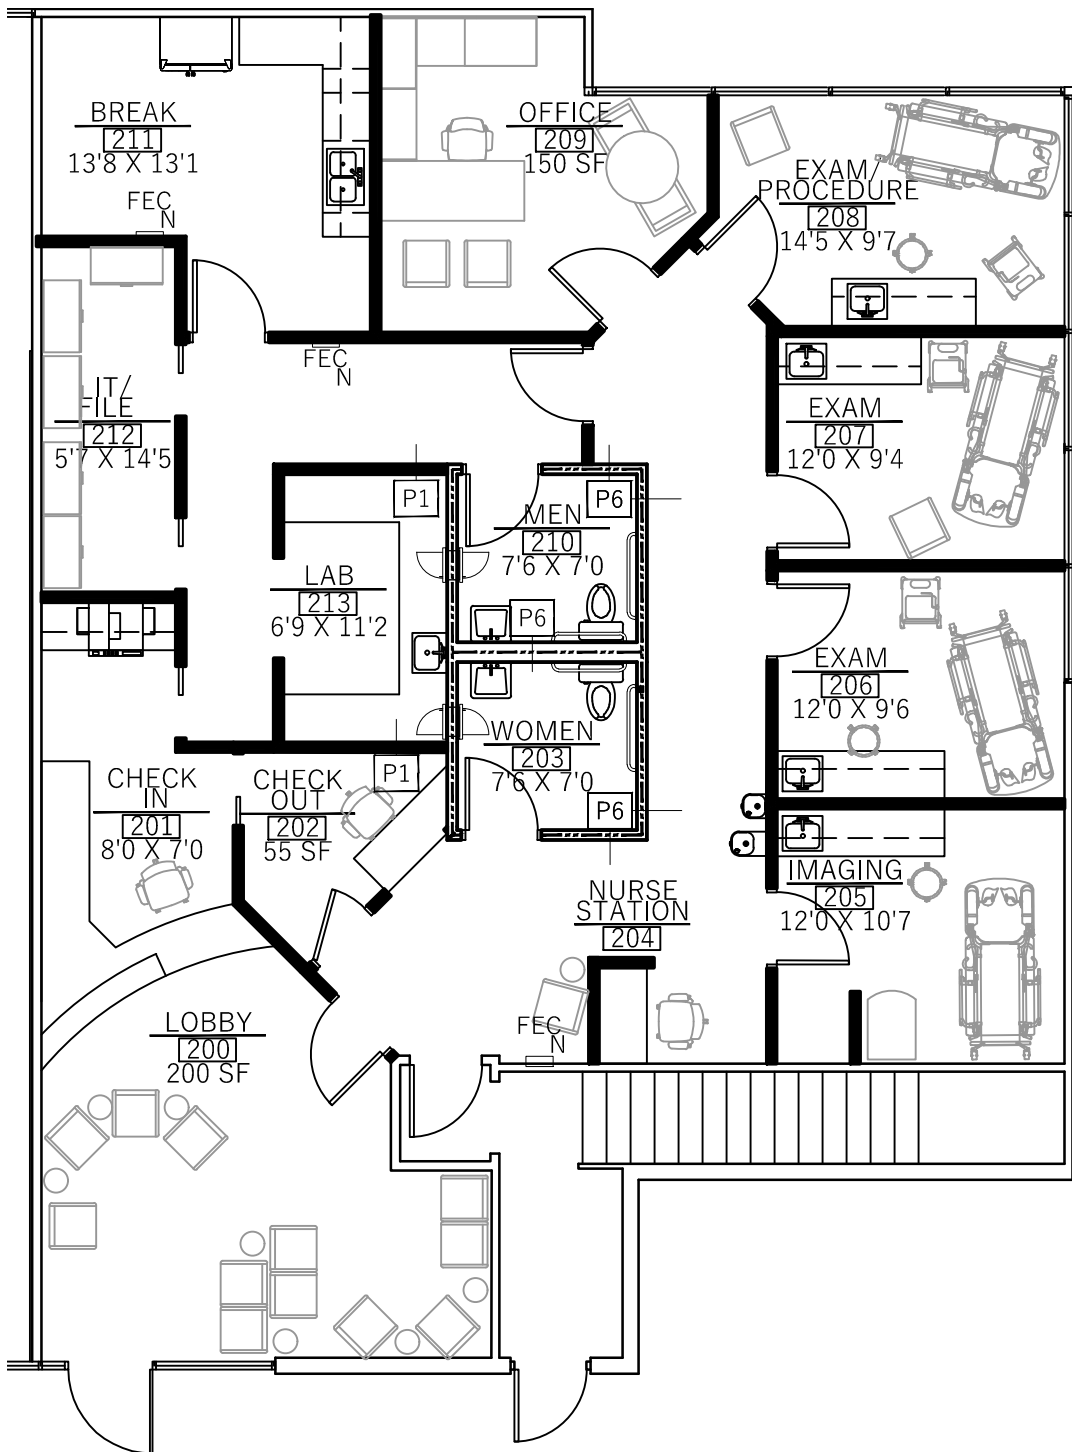 BREAK
211
13'8 X 13'1
FEC
N
OFFICE
209
150 SF
EXAM/
PROCEDURE
208
14'5 X 9'7
FEC
N
IT/
FILE
212
5'7 X 14'5
EXAM
207
12'0 X 9'4
P1
MEN
210
7'6 X 7'0
P6
P6
LAB
213
6'9 X 11'2
EXAM
206
12'0 X 9'6
WOMEN
203
7'6 X 7'0
P6
CHECK
IN
201
8'0 X 7'0
CHECK
OUT
202
55 SF
P1
IMAGING
205
12'0 X 10'7
NURSE
STATION
204
FEC
N
LOBBY
200
200 SF